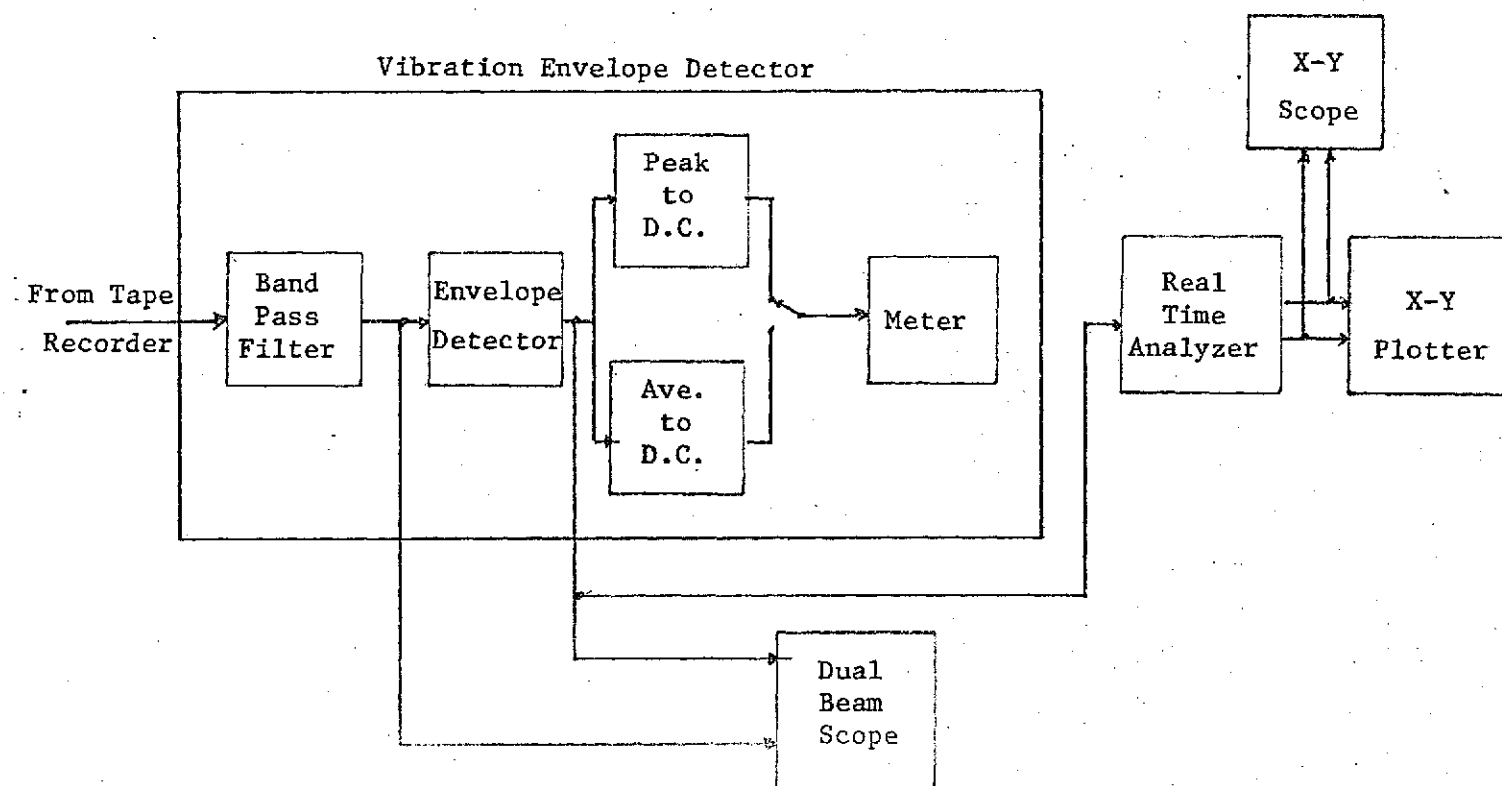 Vibration Envelope Detector
X-Y
Scope
Peak
to
D.C.
From Tape
Recorder
Band
Pass
Filter
Envelope
Detector
Meter
Real
Time
Analyzer
X-Y
Plotter
Ave.
to
D.C.
Dual
Beam
Scope